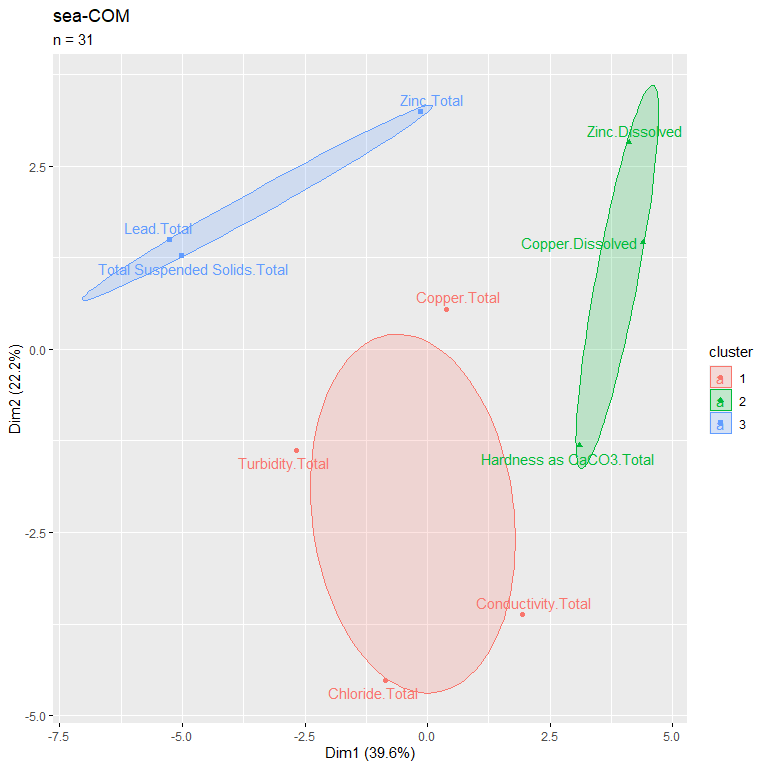 sea-COM
n = 31
Zinc.Total
Zinc.Dissolved
Lead.Total
Copper.Dissolved
Total Suspended Solids.Total
Copper.Total
Hardness as CaCO3.Total
Turbidity.Total
Conductivity.Total
Chloride.Total
2.5
0.0
-2.5
-5.0
Dim2 (22.2%)
-7.5 -5.0 -2.5 0.0 2.5 5.0
Dim1 (39.6%)
cluster
a 1
a 2
a 3